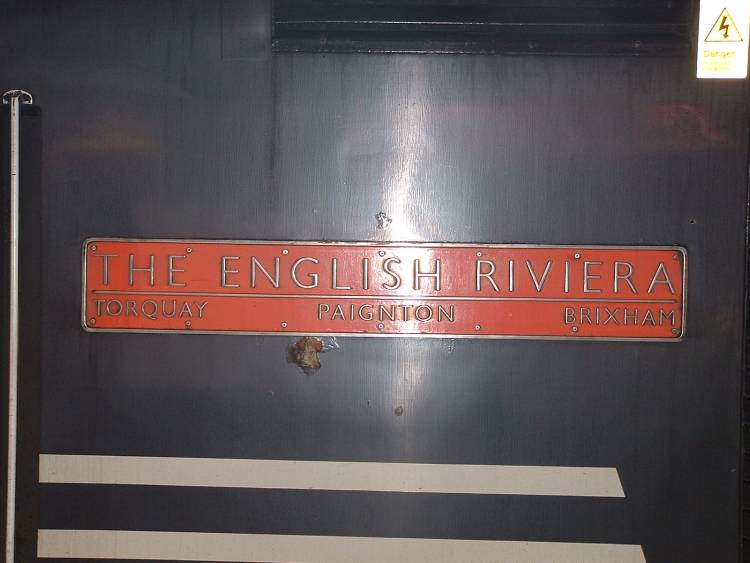 Danger
THE ENGLISH RIVIERA
TORQUAY PAIGNTON BRIXHAM